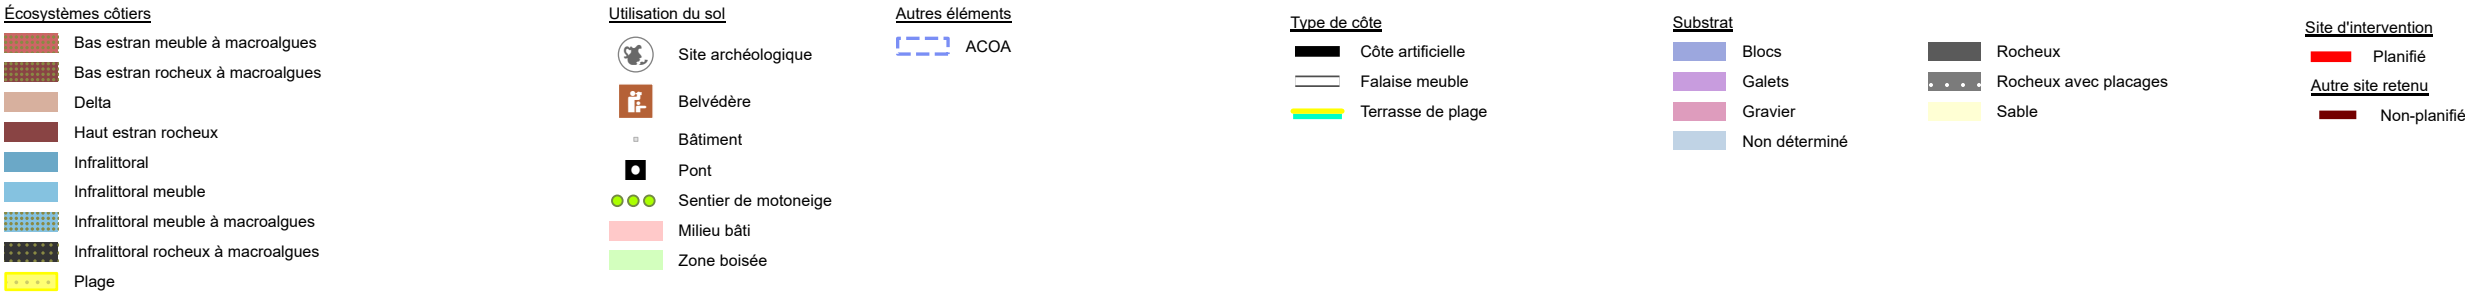 Écosystèmes côtiers
Bas estran meuble à macroalgues
Bas estran rocheux à macroalgues
Delta
Haut estran rocheux
Infralittoral
Infralittoral meuble
Infralittoral meuble à macroalgues
Infralittoral rocheux à macroalgues
Plage
Utilisation du sol
Site archéologique
Belvédère
Bâtiment
Pont
Sentier de motoneige
Milieu bâti
Zone boisée
Autres éléments
ACOA
Type de côte
Côte artificielle
Falaise meuble
Terrasse de plage
Substrat
Blocs
Galets
Gravier
Non déterminé
Rocheux
Rocheux avec placages
Sable
Site d'intervention
Planifié
Autre site retenu
Non-planifié